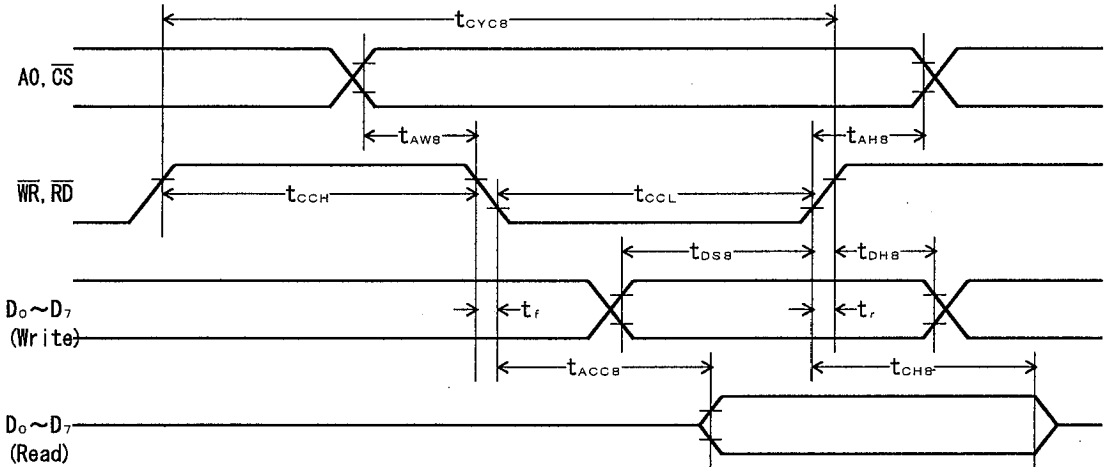 tCYC8
A0, CS
tAW8
tAH8
WR, RD
tCCH
tCCL
tDS8
tDH8
D0~D7
(Write)
tf
tr
tACC8
tCH8
D0~D7
(Read)